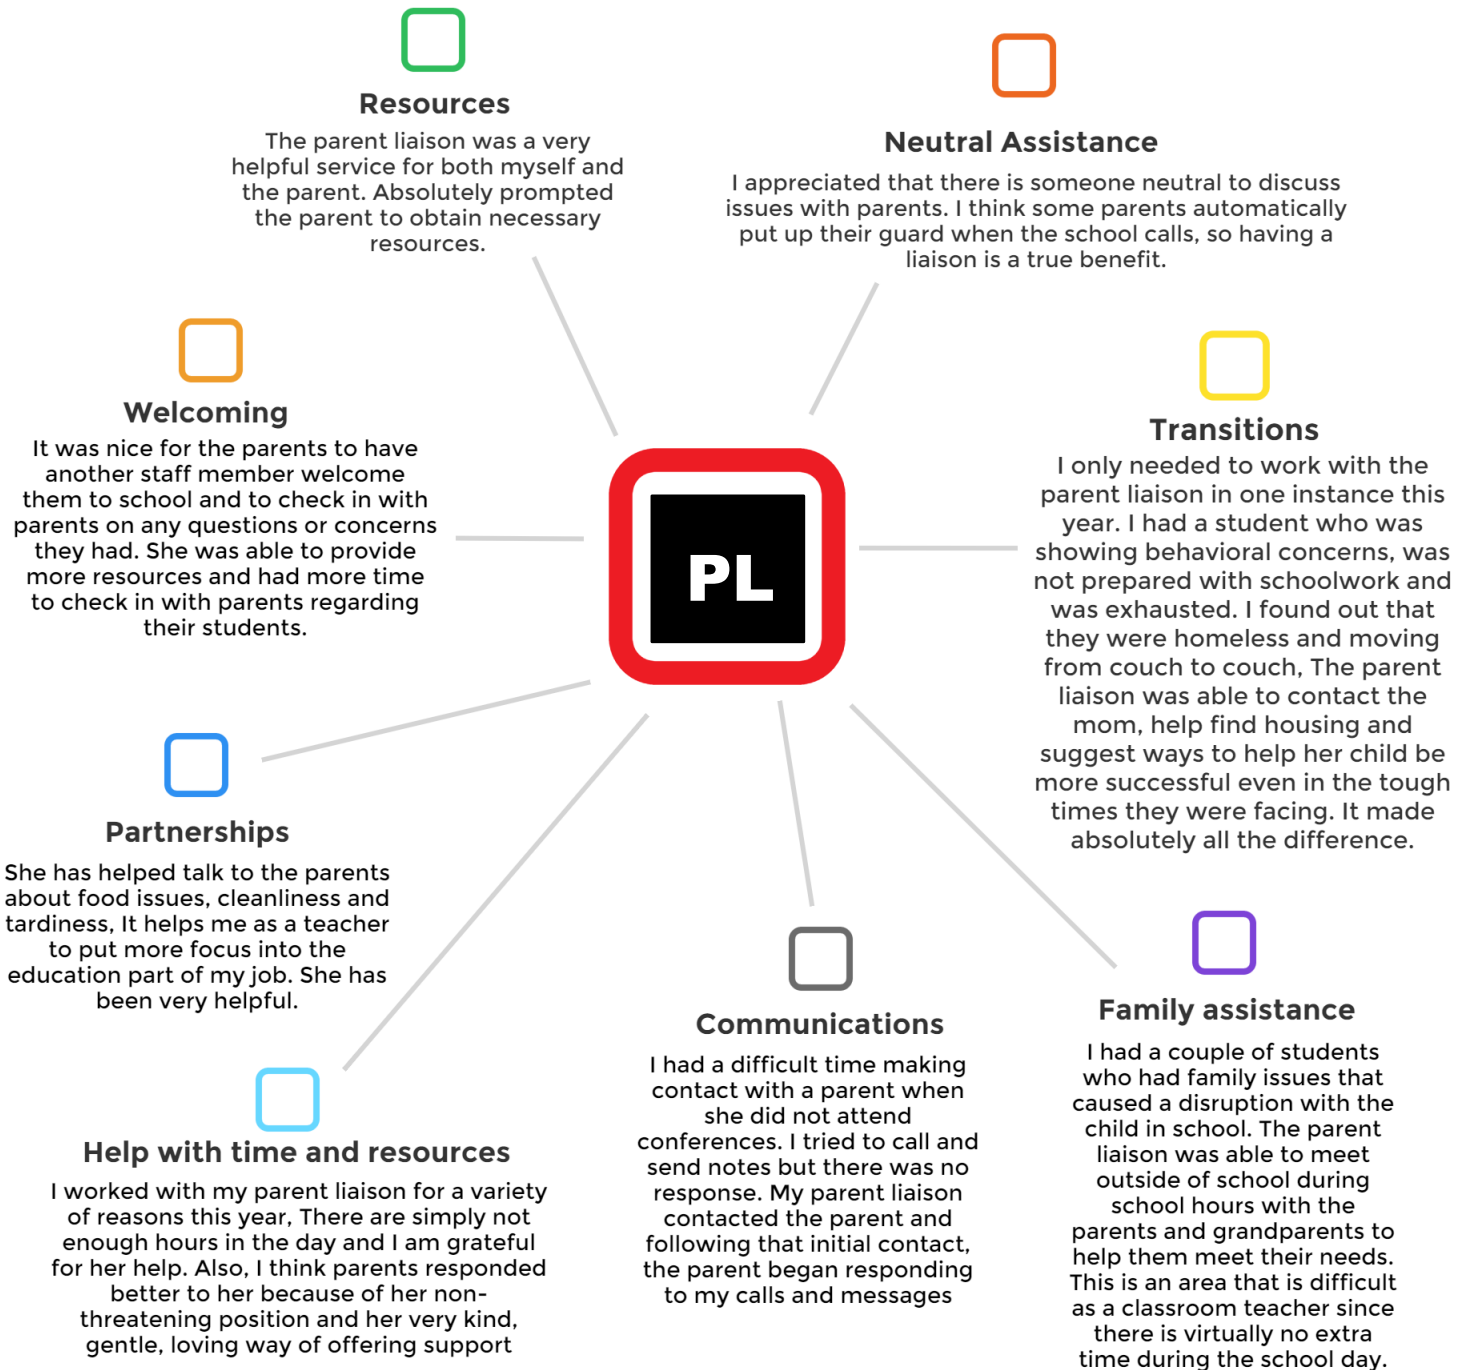 Resources
The parent liaison was a very
helpful service for both myself and
the parent. Absolutely prompted
the parent to obtain necessary
resources.
Neutral Assistance
I appreciated that there is someone neutral to discuss
issues with parents. I think some parents automatically
put up their guard when the school calls, so having a
liaison is a true benefit.
Welcoming
It was nice for the parents to have
another staff member welcome
them to school and to check in with
parents on any questions or concerns
they had. She was able to provide
more resources and had more time
to check in with parents regarding
their students.
PL
Transitions
I only needed to work with the
parent liaison in one instance this
year. I had a student who was
showing behavioral concerns, was
not prepared with schoolwork and
was exhausted. I found out that
they were homeless and moving
from couch to couch, The parent
liaison was able to contact the
mom, help find housing and
suggest ways to help her child be
more successful even in the tough
times they were facing. It made
absolutely all the difference.
Partnerships
She has helped talk to the parents
about food issues, cleanliness and
tardiness, It helps me as a teacher
to put more focus into the
education part of my job. She has
been very helpful.
Help with time and resources
I worked with my parent liaison for a variety
of reasons this year, There are simply not
enough hours in the day and I am grateful
for her help. Also, I think parents responded
better to her because of her non-
threatening position and her very kind,
gentle, loving way of offering support
Communications
I had a difficult time making
contact with a parent when
she did not attend
conferences. I tried to call and
send notes but there was no
response. My parent liaison
contacted the parent and
following that initial contact,
the parent began responding
to my calls and messages
Family assistance
I had a couple of students
who had family issues that
caused a disruption with the
child in school. The parent
liaison was able to meet
outside of school during
school hours with the
parents and grandparents to
help them meet their needs.
This is an area that is difficult
as a classroom teacher since
there is virtually no extra
time during the school day.